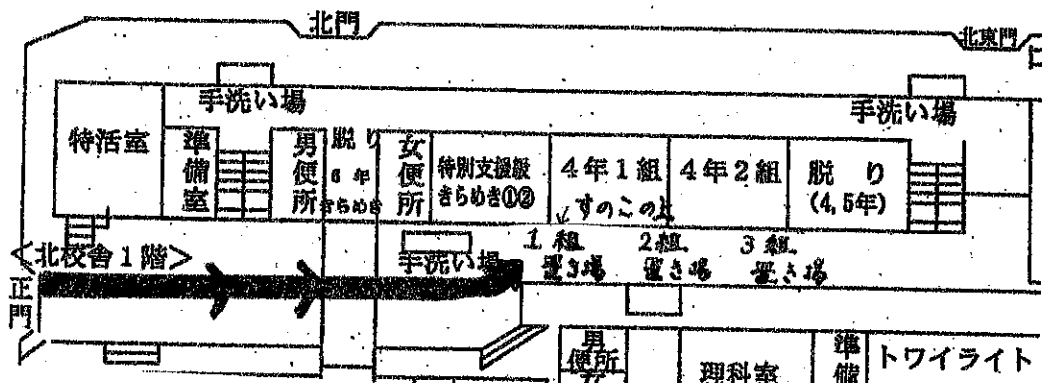 北門
北東門
手洗い場
手洗い場
特活室
準備室
男便所
脱り
6年
きらめき
女便所
特別支援級
きらめき①②
4年1組
4年2組
脱り
(4,5年)
すのこの上
1組
置き場
2組
置き場
3組
置き場
<北校舎1階>
手洗い場
正門
男
便所
女
理科室
準備
トワイライト